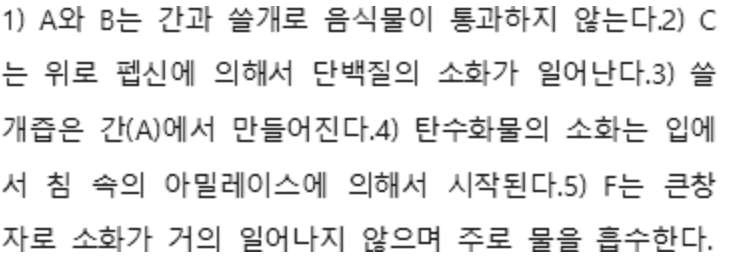 1) A와 B는 간과 쓸개로 음식물이 통과하지 않는다.2) C
는 위로 펩신에 의해서 단백질의 소화가 일어난다.3) 쓸
개즙은 간(A)에서 만들어진다.4) 탄수화물의 소화는 입에
서 침 속의 아밀레이스에 의해서 시작된다.5) F는 큰창
자로 소화가 거의 일어나지 않으며 주로 물을 흡수한다.